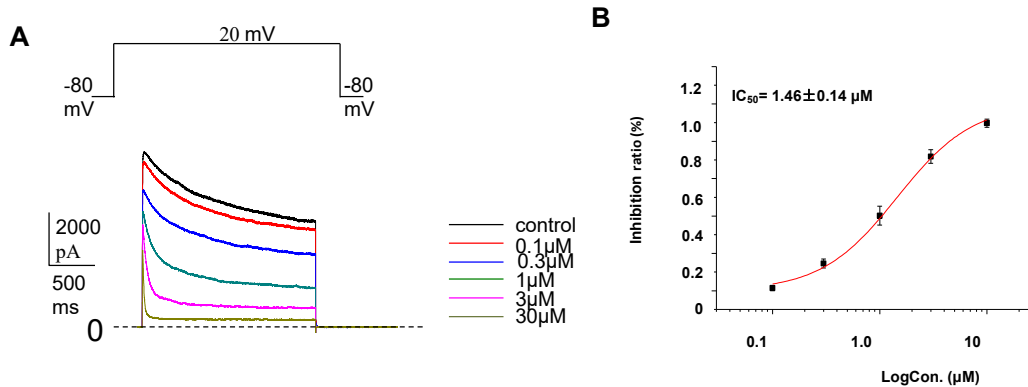 A
20 mV
-80
mV
-80
mV
2000
pA
500
ms
0
control
0.1µM
0.3µM
1µM
3µM
30µM
B
IC50= 1.46±0.14 µM
Inhibition ratio (%)
1.2
1.0
0.8
0.6
0.4
0.2
0
0.1
1.0
10
LogCon. (µM)